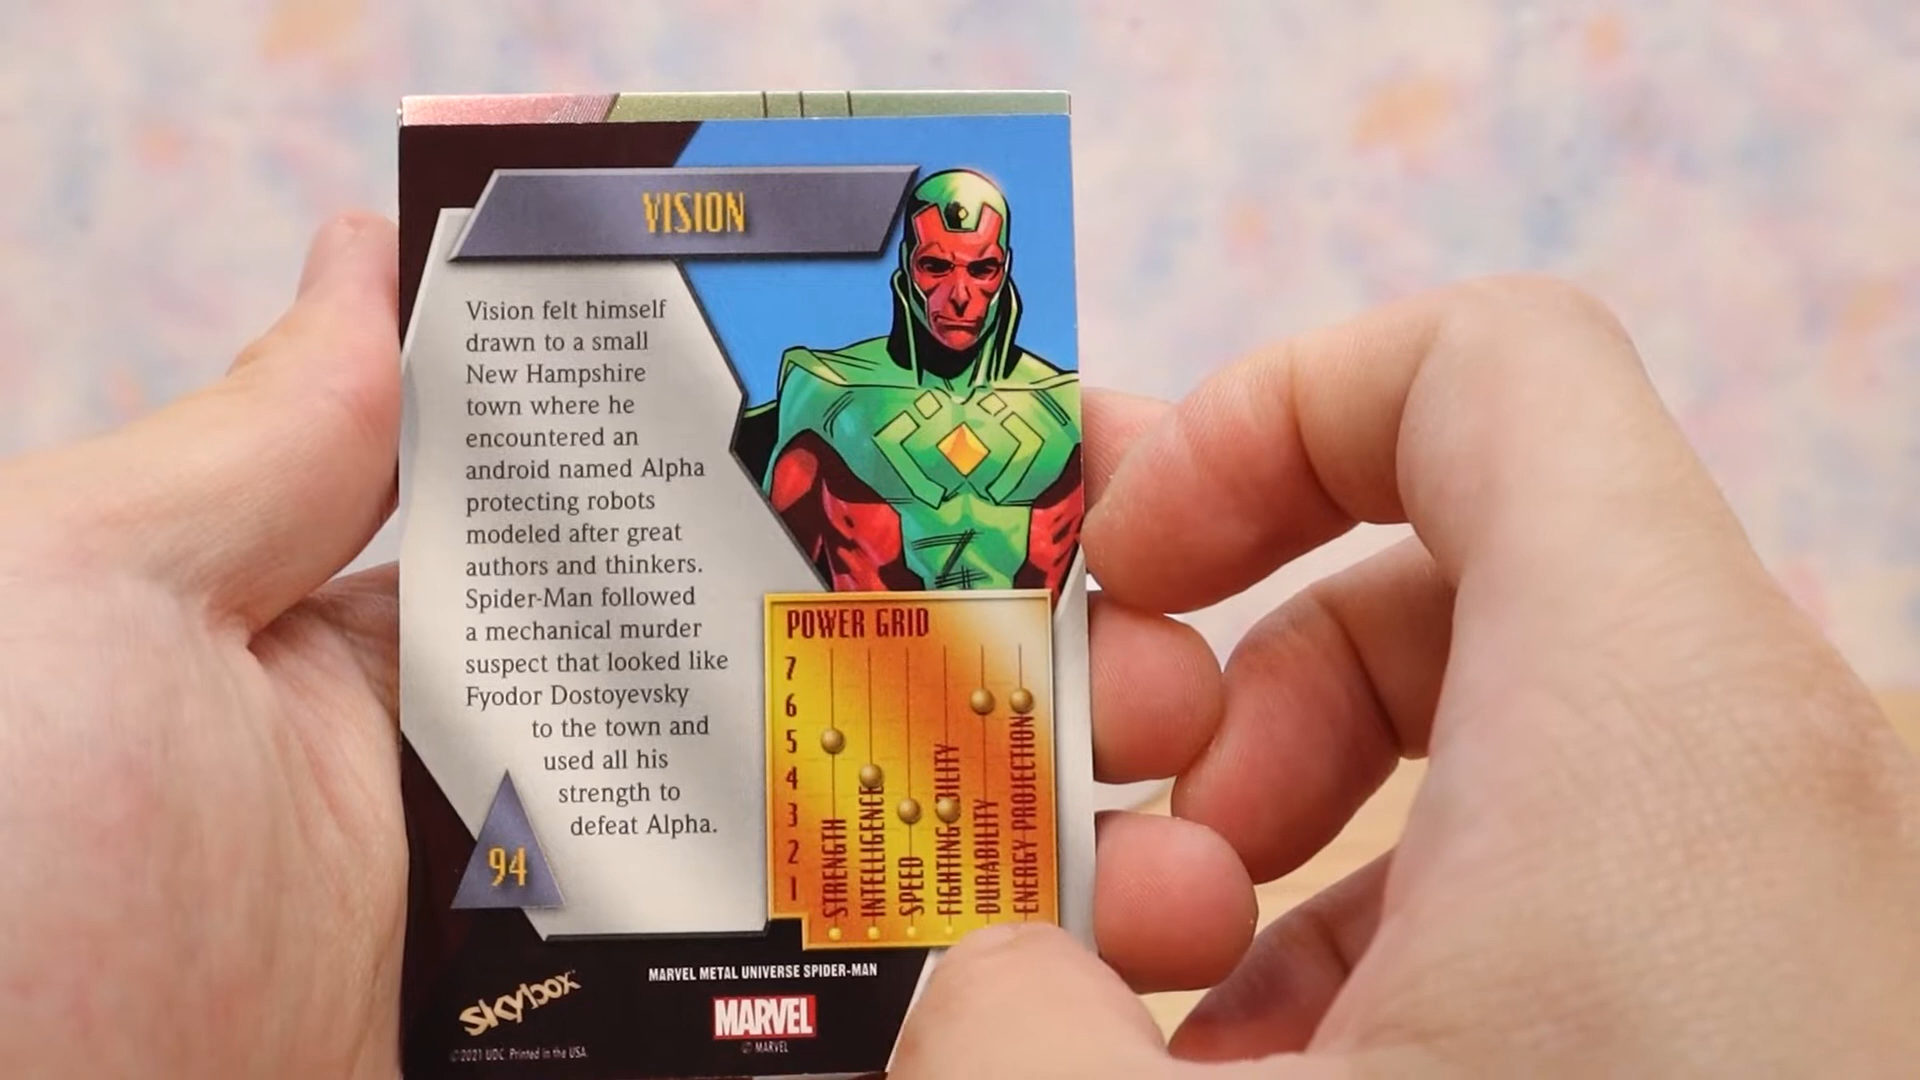 VISION
Vision felt himself
drawn to a small
New Hampshire
town where he
encountered an
android named Alpha
protecting robots
modeled after great
authors and thinkers.
Spider-Man followed
a mechanical murder
suspect that looked like
Fyodor Dostoyevsky
to the town and
used all his
strength to
defeat Alpha.
94
POWER GRID
7
6
5
4
3
2
1
STRENGTH
INTELLIGENCE
SPEED
FIGHTING ABILITY
DURABILITY
ENERGY PROJECTION
skybox
MARVEL METAL UNIVERSE SPIDER-MAN
MARVEL
© MARVEL
©2021 UDC Printed in the USA